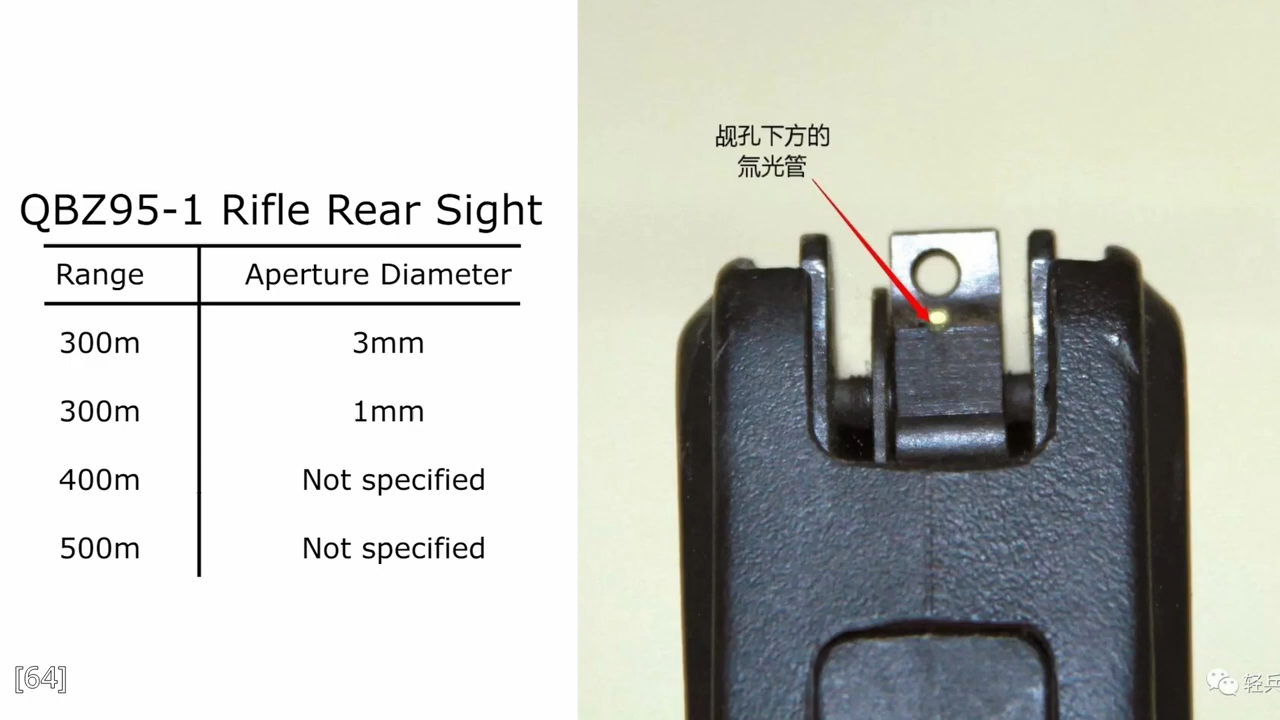 QBZ95-1 Rifle Rear Sight
Range Aperture Diameter
300m 3mm
300m 1mm
400m Not specified
500m Not specified
[64]
觇孔下方的
氚光管
轻兵